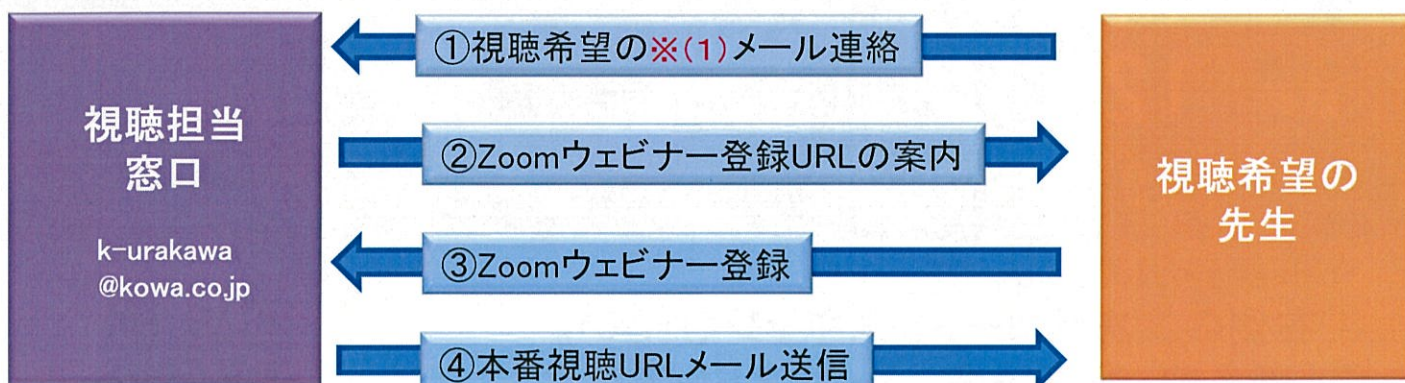 ①視聴希望の※(1)メール連絡
視聴担当
窓口
k-urakawa
@kowa.co.jp
②Zoomウェビナー登録URLの案内
③Zoomウェビナー登録
④本番視聴URLメール送信
視聴希望の
先生